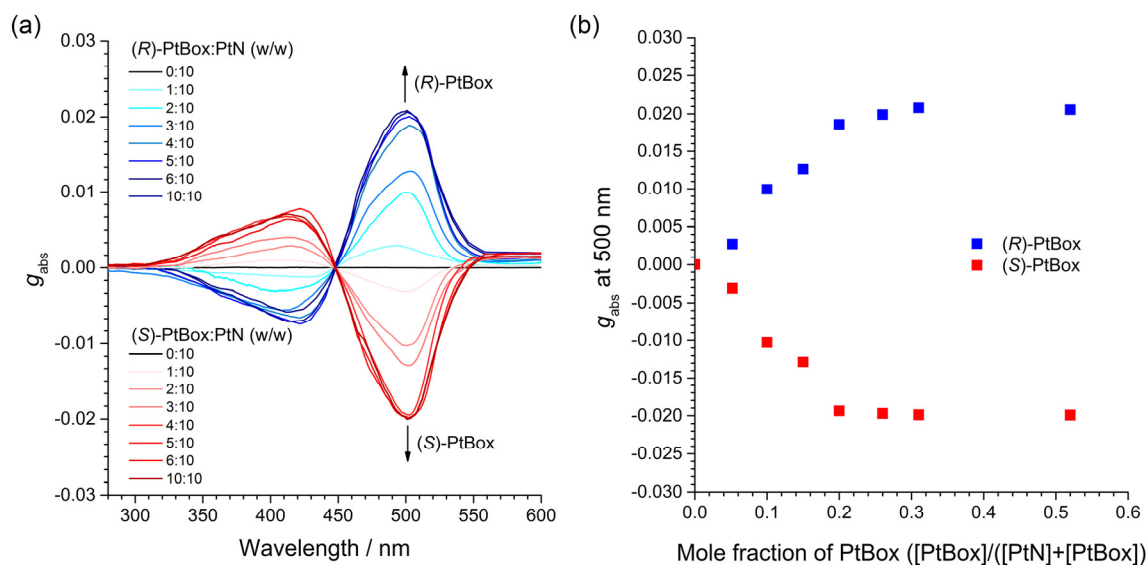 (a)
0.03
0.02
0.01
0.00
-0.01
-0.02
-0.03
g_abs
(R)-PtBox:PtN (w/w)
0:10
1:10
2:10
3:10
4:10
5:10
6:10
10:10
(R)-PtBox
(S)-PtBox:PtN (w/w)
0:10
1:10
2:10
3:10
4:10
5:10
6:10
10:10
(S)-PtBox
300 350 400 450 500 550 600
Wavelength / nm
(b)
0.030
0.025
0.020
0.015
0.010
0.005
0.000
-0.005
-0.010
-0.015
-0.020
-0.025
-0.030
g_abs at 500 nm
(R)-PtBox
(S)-PtBox
0.0 0.1 0.2 0.3 0.4 0.5 0.6
Mole fraction of PtBox ([PtBox]/([PtN]+[PtBox])